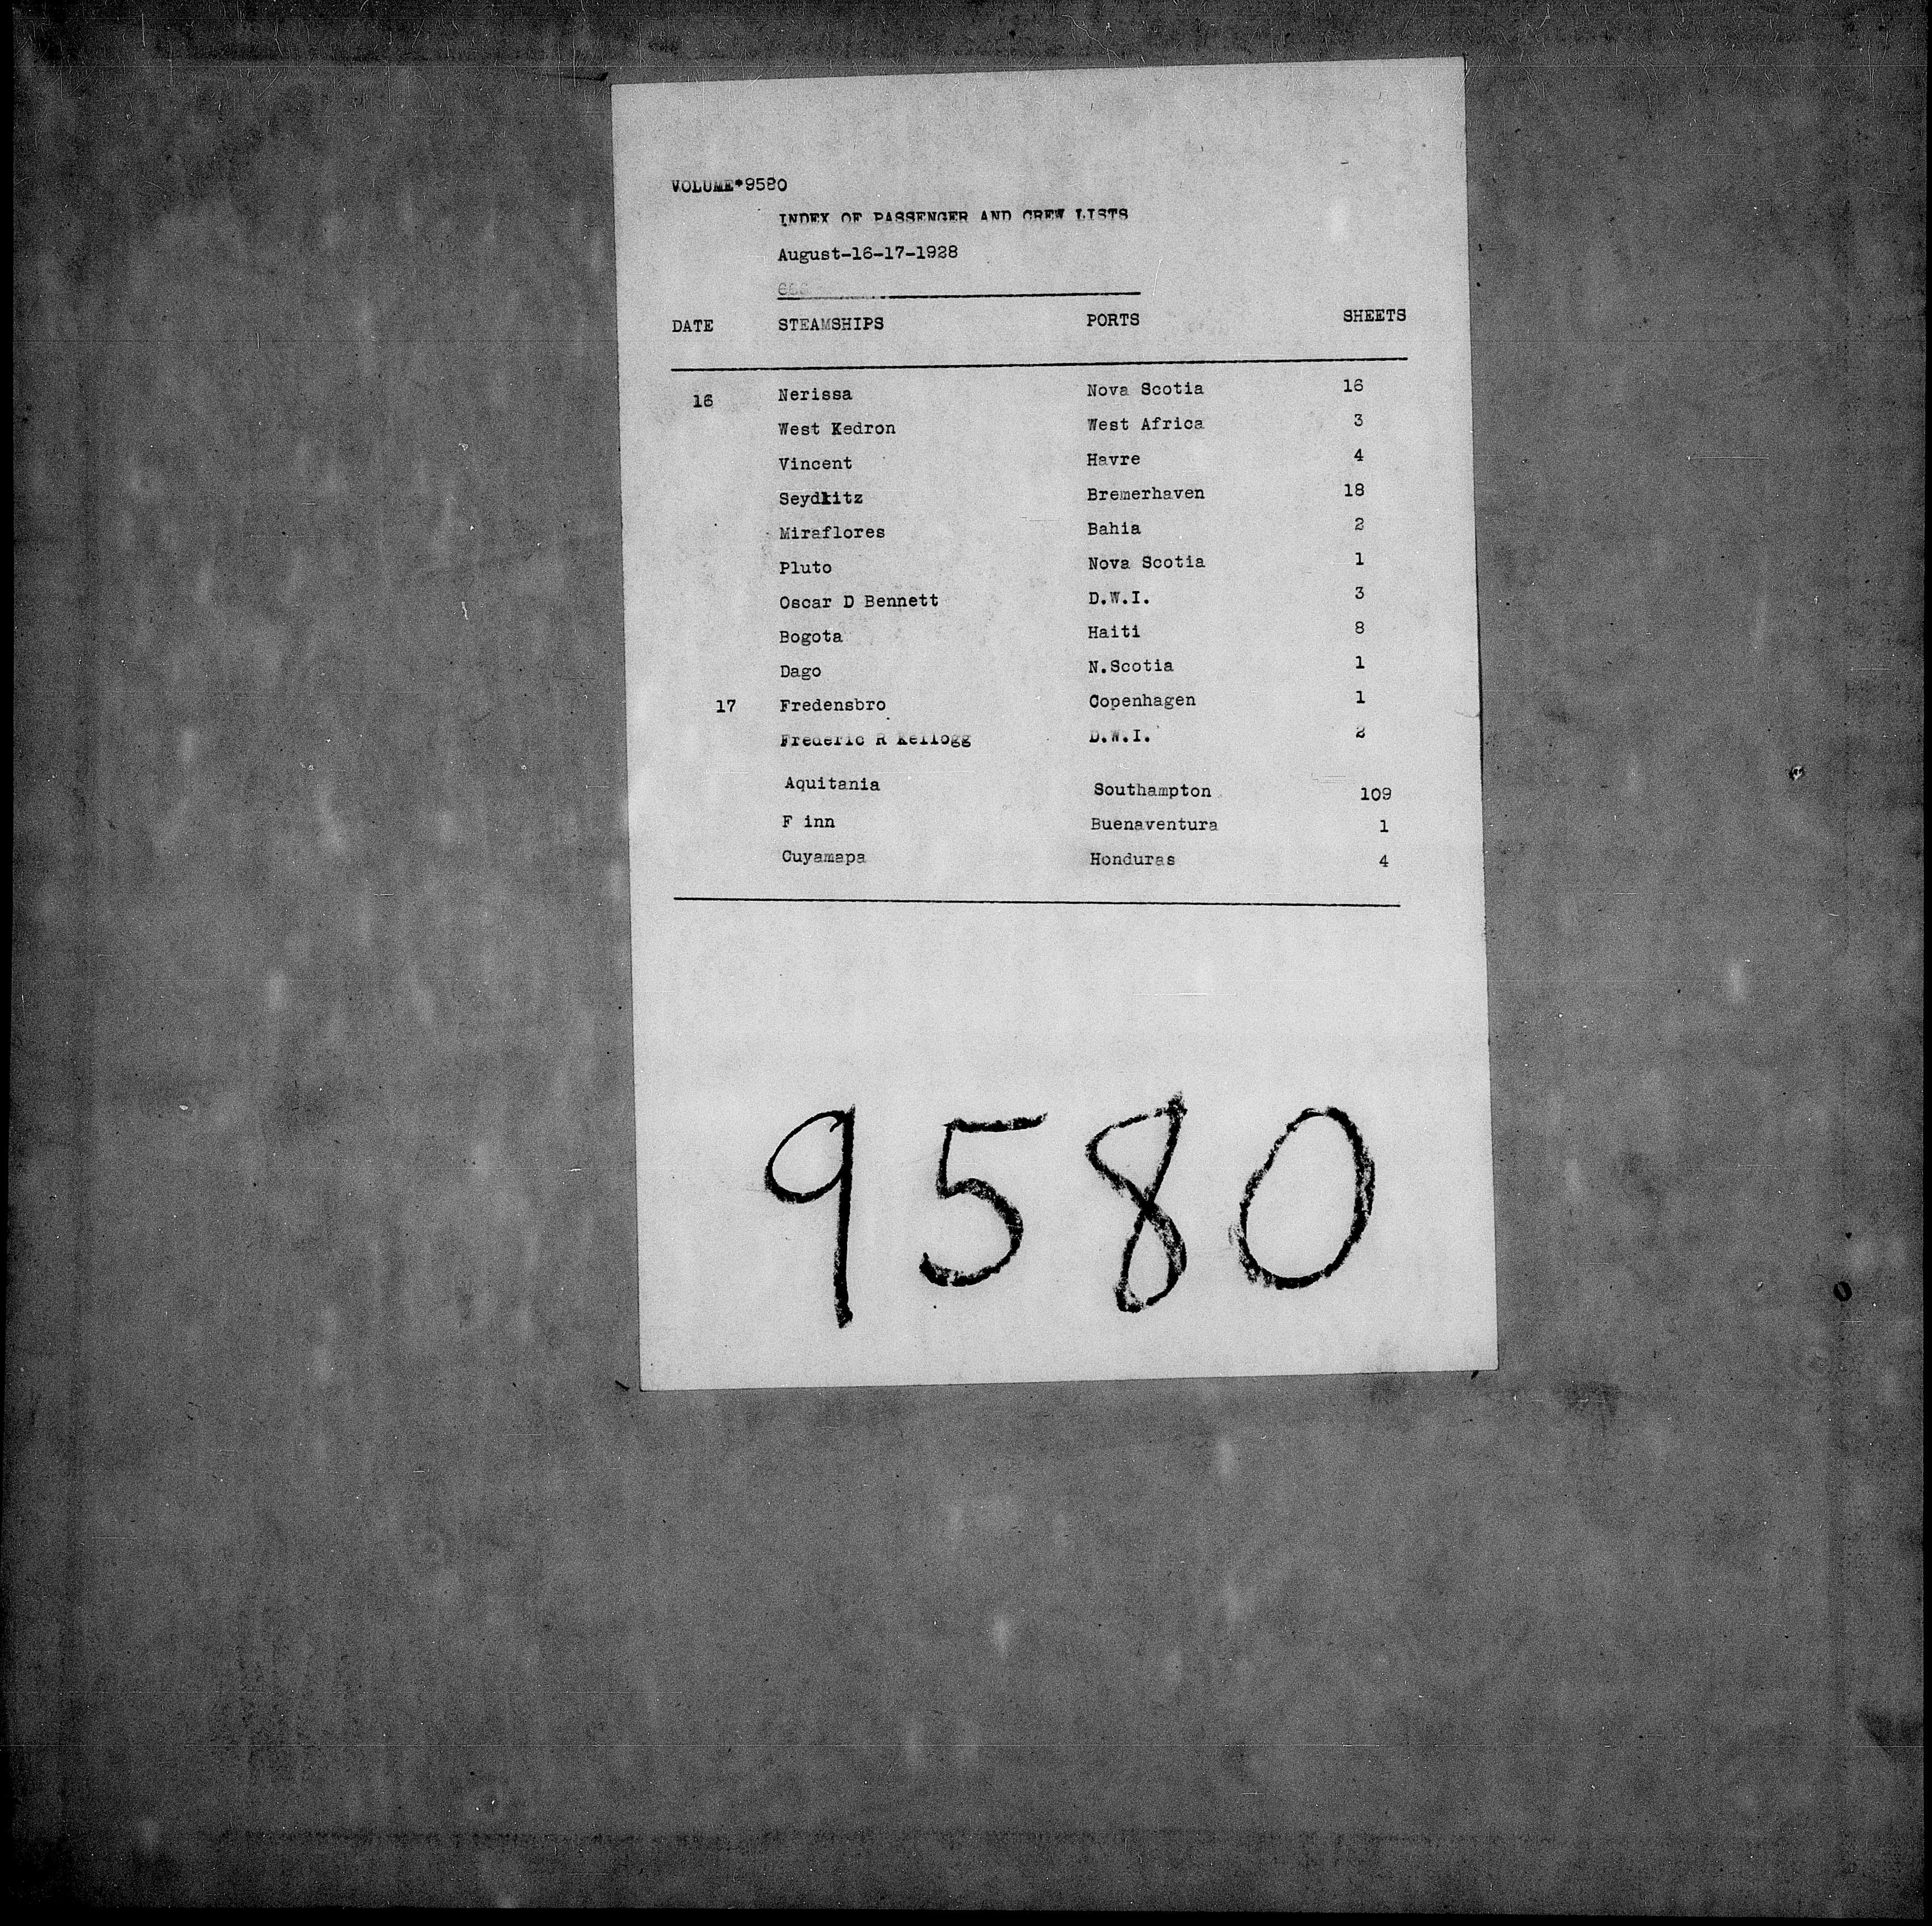 VOLUME*9580
INDEX OF PASSENGER AND CREW LISTS
August-16-17-1928
DATE STEAMSHIPS PORTS SHEETS
16 Nerissa Nova Scotia 16
West Kedron West Africa 3
Vincent Havre 4
Seydlitz Bremerhaven 18
Miraflores Bahia 2
Pluto Nova Scotia 1
Oscar D Bennett D.W.I. 3
Bogota Haiti 8
Dago N.Scotia 1
17 Fredensbro Copenhagen 1
Frederic R Kellogg D.W.I. 2
Aquitania Southampton 109
F inn Buenaventura 1
Cuyamapa Honduras 4
9580